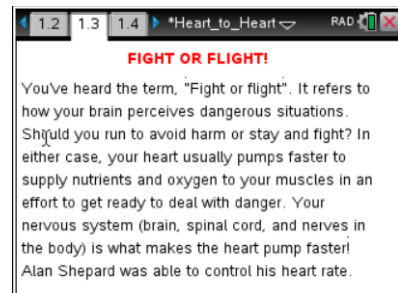 1.2 1.3 1.4 *Heart_to_Heart RAD
FIGHT OR FLIGHT!
You've heard the term, "Fight or flight". It refers to
how your brain perceives dangerous situations.
Should you run to avoid harm or stay and fight? In
either case, your heart usually pumps faster to
supply nutrients and oxygen to your muscles in an
effort to get ready to deal with danger. Your
nervous system (brain, spinal cord, and nerves in
the body) is what makes the heart pump faster!
Alan Shepard was able to control his heart rate.